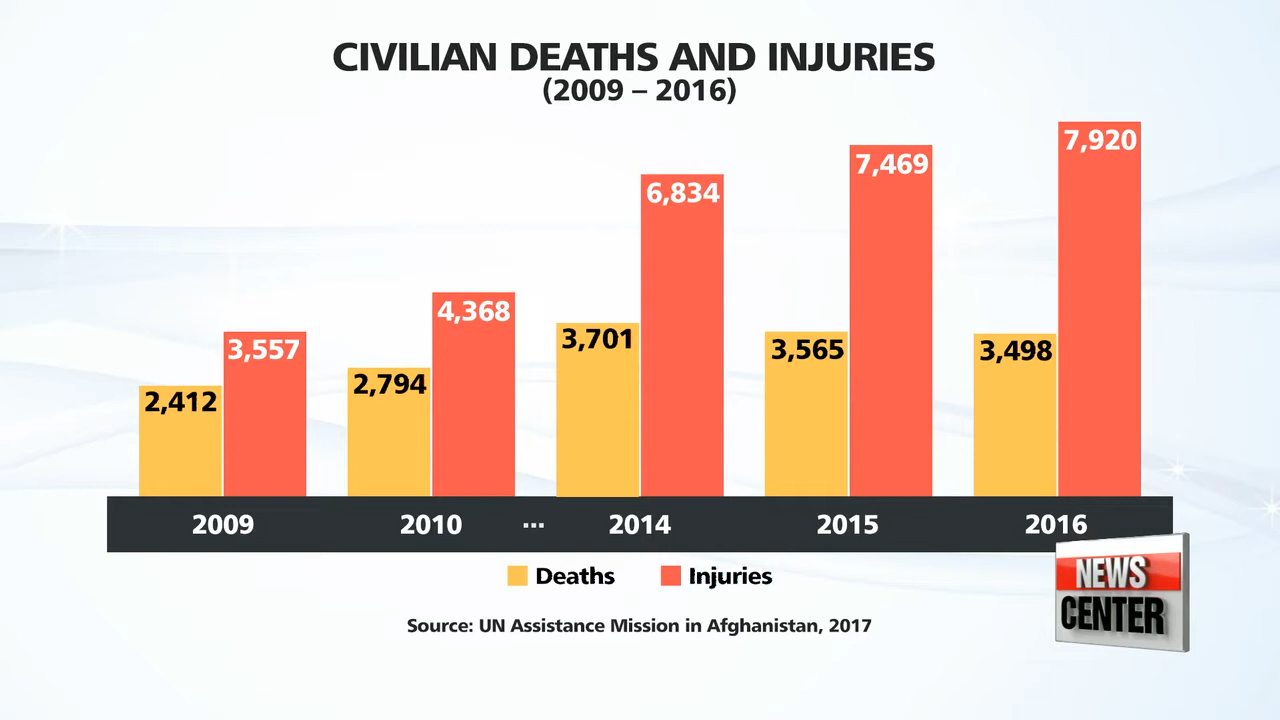 CIVILIAN DEATHS AND INJURIES
(2009 – 2016)
7,920
7,469
6,834
4,368
3,701
3,557
3,565
3,498
2,794
2,412
2009 2010 ... 2014 2015 2016
Deaths Injuries
NEWS
CENTER
Source: UN Assistance Mission in Afghanistan, 2017